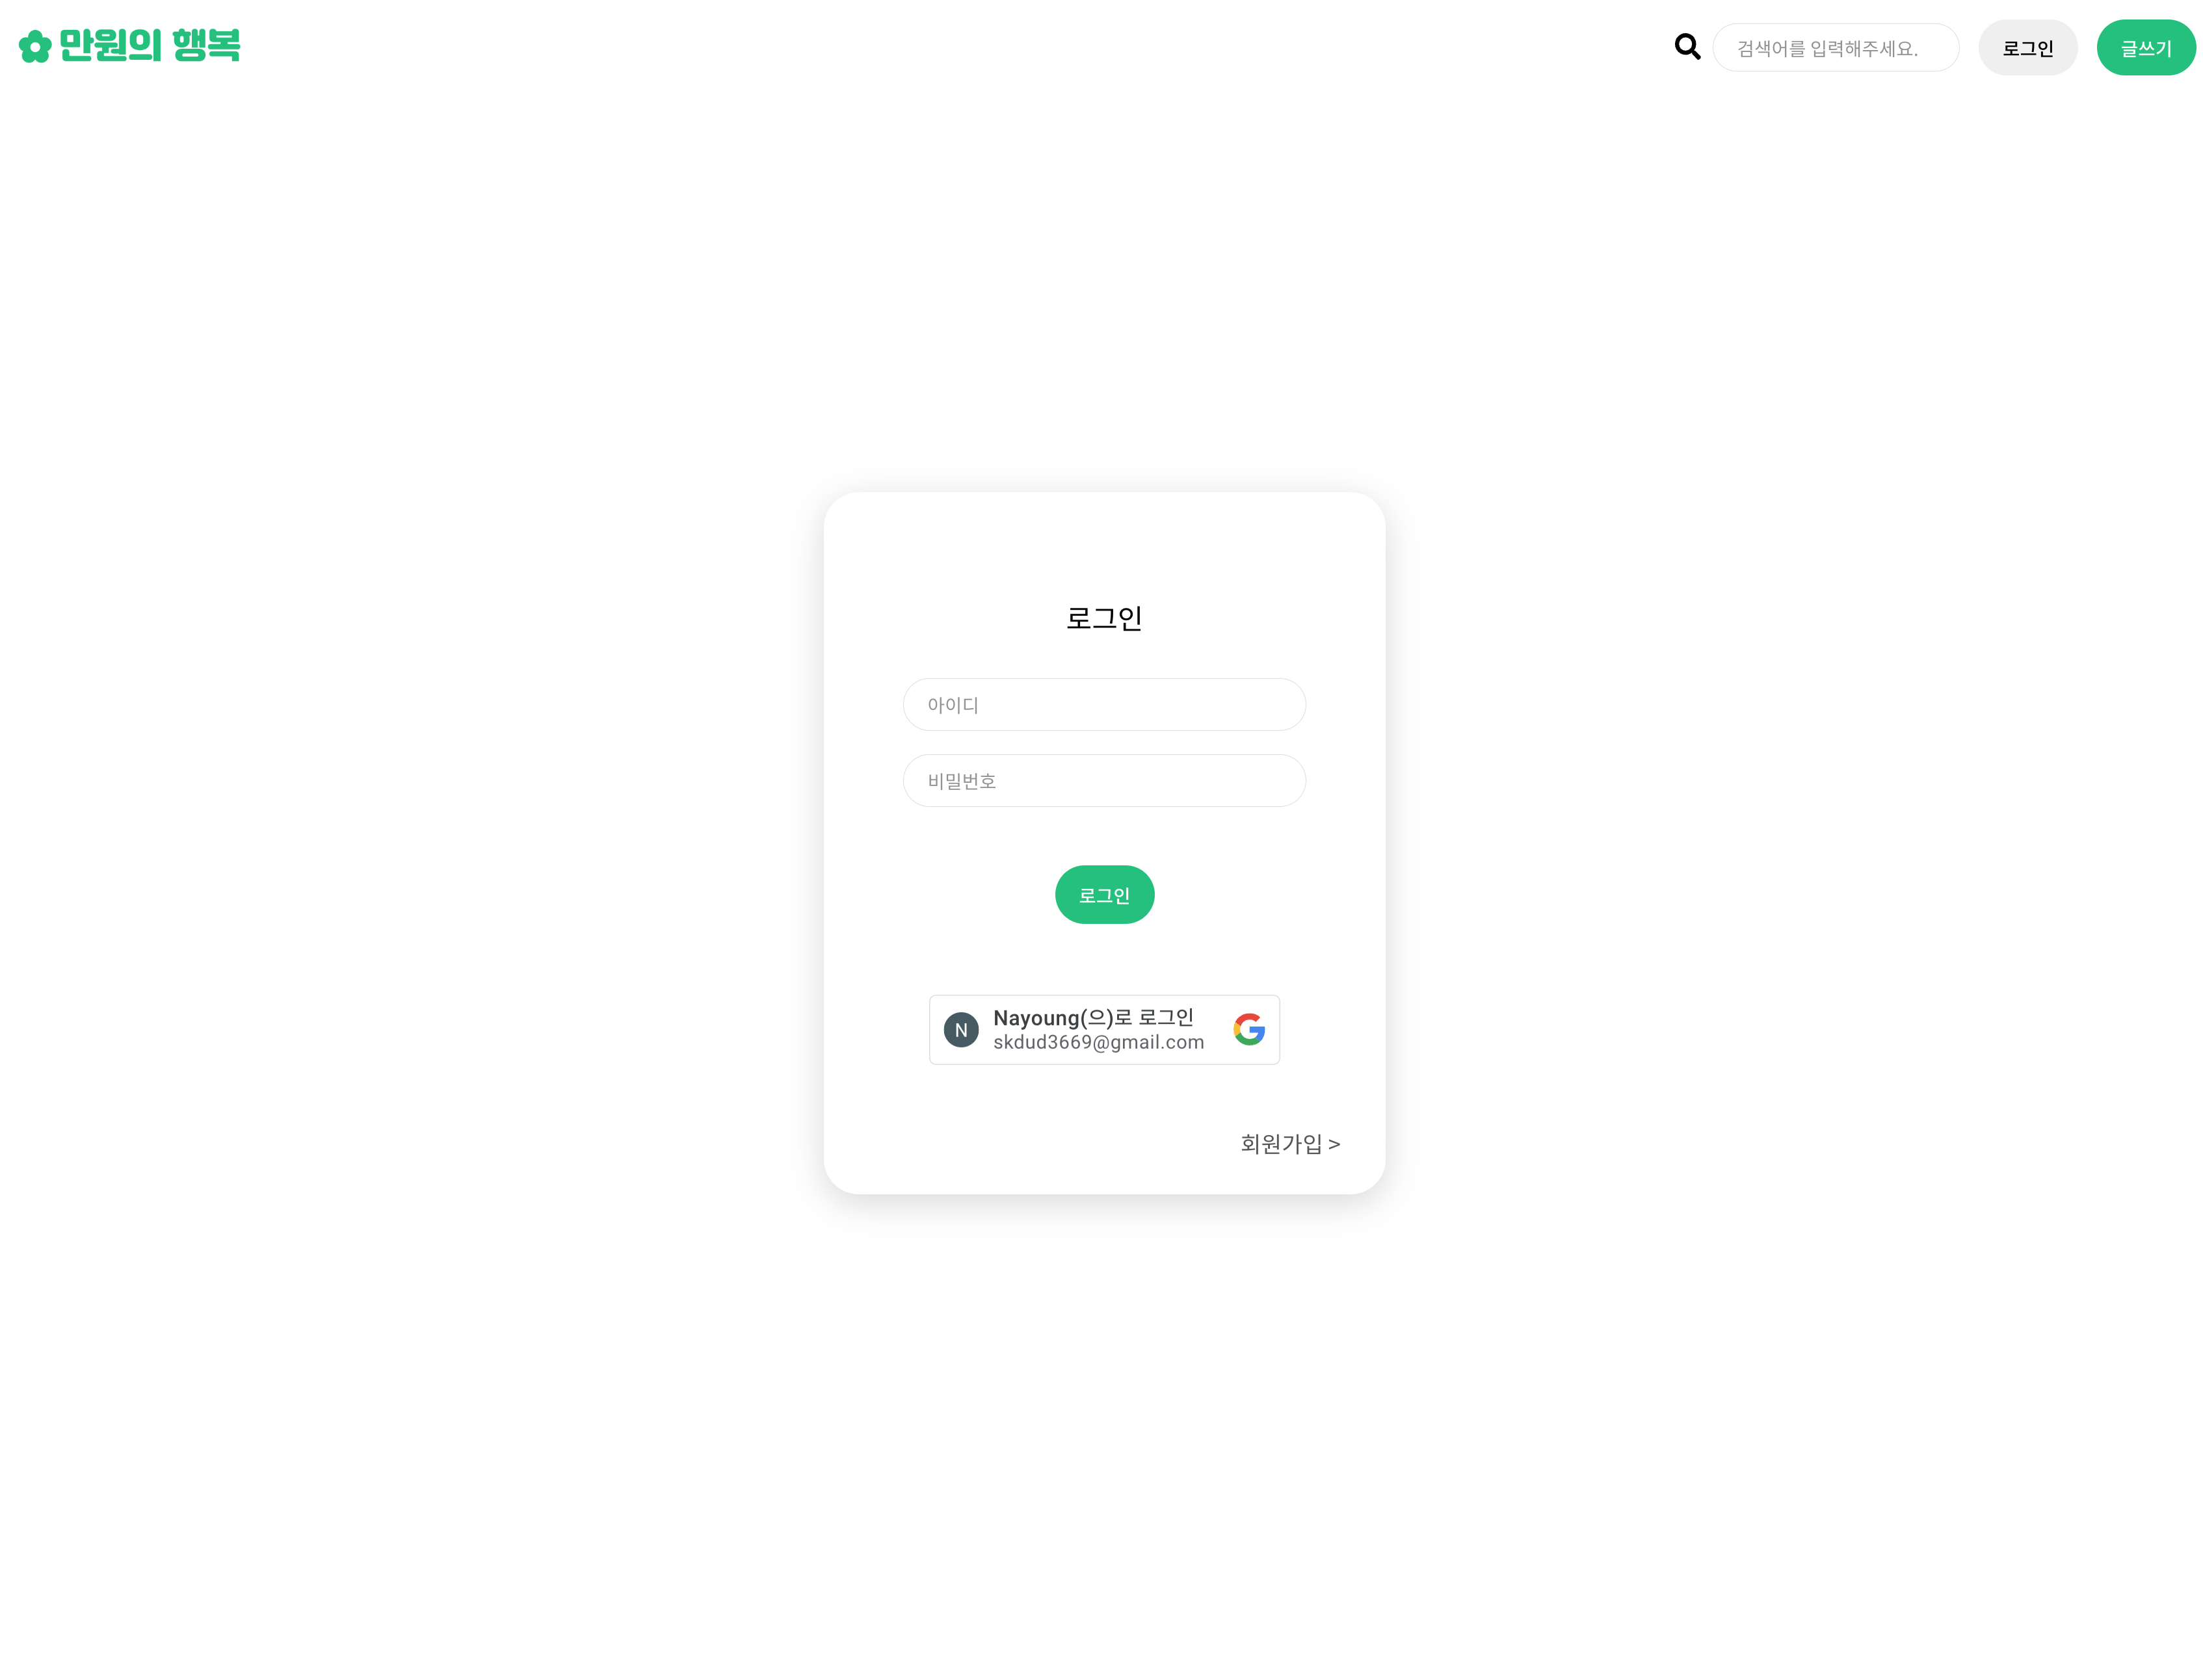 만원의 행복
검색어를 입력해주세요.
로그인
글쓰기
로그인
아이디
비밀번호
로그인
N
Nayoung(으)로 로그인
skdud3669@gmail.com
회원가입 >